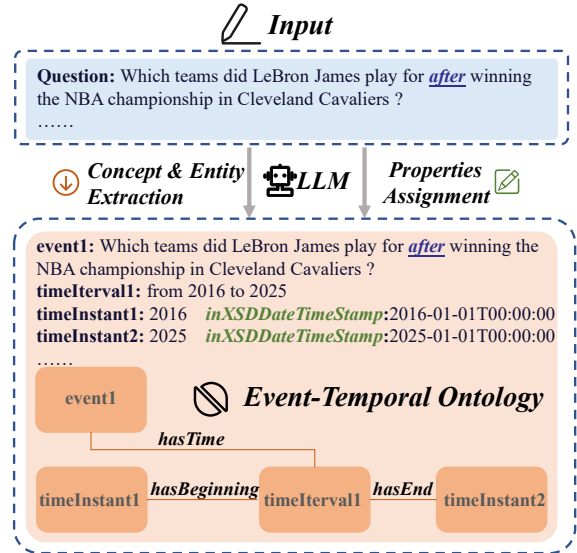 Input
Question: Which teams did LeBron James play for after winning
the NBA championship in Cleveland Cavaliers ?
......
Concept & Entity
Extraction
LLM
Properties
Assignment
event1: Which teams did LeBron James play for after winning the
NBA championship in Cleveland Cavaliers ?
timeIterval1: from 2016 to 2025
timeInstant1: 2016 inXSDDateTimeStamp:2016-01-01T00:00:00
timeInstant2: 2025 inXSDDateTimeStamp:2025-01-01T00:00:00
......
event1
Event-Temporal Ontology
hasTime
timeInstant1 hasBeginning timeIterval1 hasEnd timeInstant2